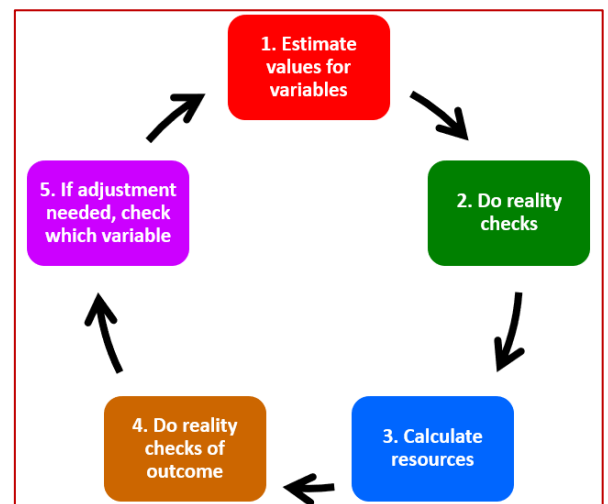 1. Estimate
values for
variables
2. Do reality
checks
3. Calculate
resources
4. Do reality
checks of
outcome
5. If adjustment
needed, check
which variable